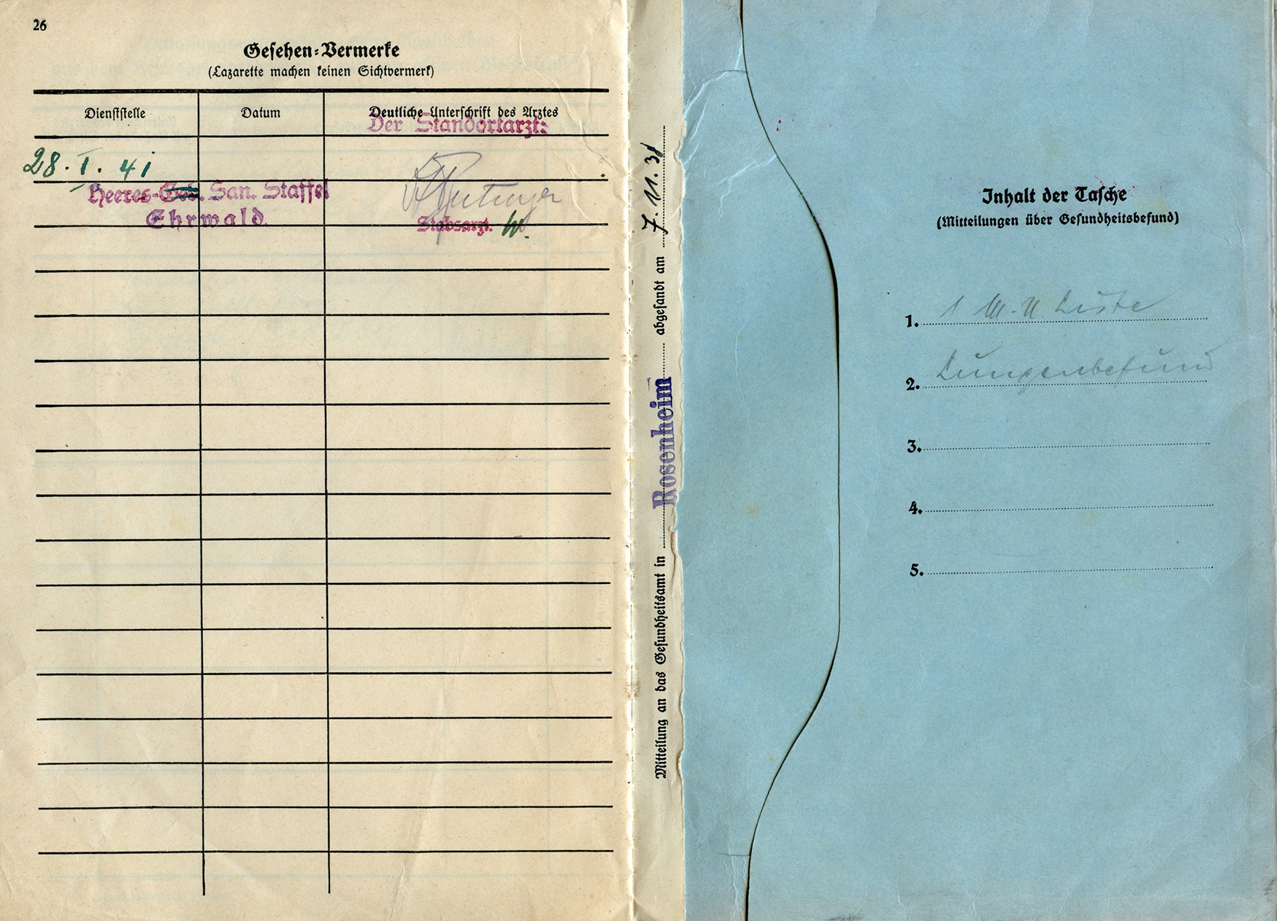 26
Gesehen-Vermerke
(Lazarette machen keinen Sichtvermerk)
Dienststelle Datum Deutliche Unterschrift des Arztes
Der Standortarzt:
28. I. 41
Heeres- San. Staffel
Ehrwald.
Stabsarzt.
Mitteilung an das Gesundheitsamt in Rosenheim abgesandt am 7. 11. 31
Inhalt der Tasche
(Mitteilungen über Gesundheitsbefund)
1. 1 M.-U. Liste
2. Lungenbefund
3.
4.
5.